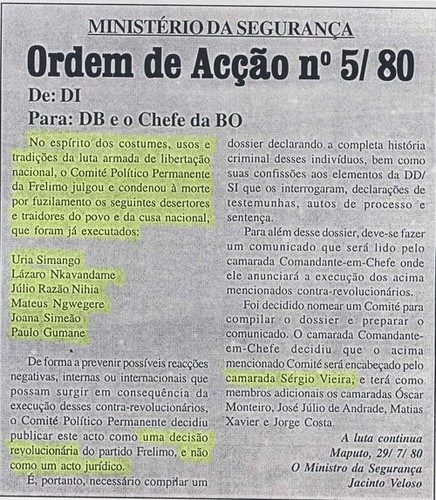 MINISTÉRIO DA SEGURANÇA
Ordem de Acção nº 5/ 80
De: DI
Para: DB e o Chefe da BO
No espírito dos costumes, usos e
tradições da luta armada de libertação
nacional, o Comité Político Permanente
da Frelimo julgou e condenou à morte
por fuzilamento os seguintes desertores
e traidores do povo e da cusa nacional,
que foram já executados:
Uria Simango
Lázaro Nkavandame
Júlio Razão Nihia
Mateus Ngwegere
Joana Simeão
Paulo Gumane
De forma a prevenir possíveis reacções
negativas, internas ou internacionais que
possam surgir em consequência da
execução desses contra-revolucionários,
o Comité Político Permanente decidiu
publicar este acto como uma decisão
revolucionária do partido Frelimo, e não
como um acto jurídico.
É, portanto, necessário compilar um
dossier declarando a completa história
criminal desses indivíduos, bem como
suas confissões aos elementos da DD/
SI que os interrogaram, declarações de
testemunhas, autos de processo e
sentença.
Para além desse dossier, deve-se fazer
um comunicado que será lido pelo
camarada Comandante-em-Chefe onde
ele anunciará a execução dos acima
mencionados contra-revolucionários.
Foi decidido nomear um Comité para
compilar o dossier e preparar o
comunicado. O camarada Comandante-
em-Chefe decidiu que o acima
mencionado Comité será encabeçado pelo
camarada Sérgio Vieira, e terá como
membros adicionais os camaradas Óscar
Monteiro, José Júlio de Andrade, Matias
Xavier e Jorge Costa.
A luta continua
Maputo, 29/ 7/ 80
O Ministro da Segurança
Jacinto Veloso